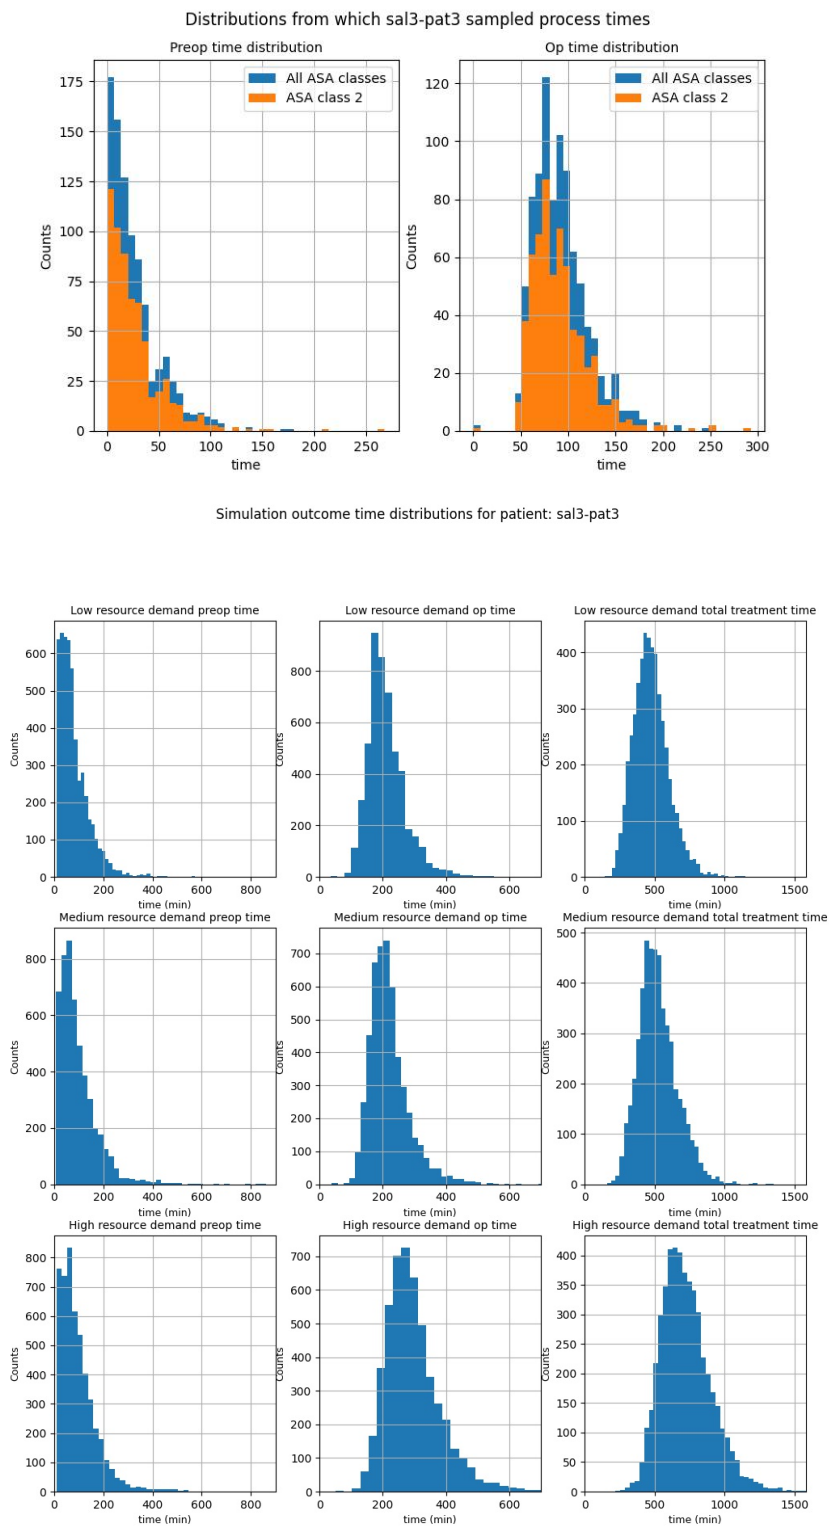 Distributions from which sal3-pat3 sampled process times
Preop time distribution
Counts
175
150
125
100
75
50
25
0
All ASA classes
ASA class 2
0 50 100 150 200 250
time
Op time distribution
Counts
120
100
80
60
40
20
0
All ASA classes
ASA class 2
0 50 100 150 200 250 300
time
Simulation outcome time distributions for patient: sal3-pat3
Low resource demand preop time
Counts
600
500
400
300
200
100
0
0 200 400 600 800
time (min)
Low resource demand op time
Counts
800
600
400
200
0
0 200 400 600
time (min)
Low resource demand total treatment time
Counts
400
300
200
100
0
0 500 1000 1500
time (min)
Medium resource demand preop time
Counts
800
600
400
200
0
0 200 400 600 800
time (min)
Medium resource demand op time
Counts
700
600
500
400
300
200
100
0
0 200 400 600
time (min)
Medium resource demand total treatment time
Counts
500
400
300
200
100
0
0 500 1000 1500
time (min)
High resource demand preop time
Counts
800
700
600
500
400
300
200
100
0
0 200 400 600 800
time (min)
High resource demand op time
Counts
700
600
500
400
300
200
100
0
0 200 400 600
time (min)
High resource demand total treatment time
Counts
400
350
300
250
200
150
100
50
0
0 500 1000 1500
time (min)